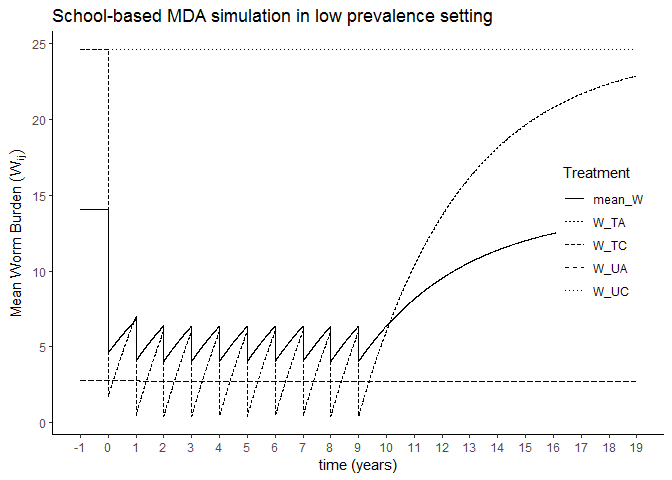 School-based MDA simulation in low prevalence setting
Mean Worm Burden (Wij)
25
20
15
10
5
0
Treatment
mean_W
W_TA
W_TC
W_UA
W_UC
-1 0 1 2 3 4 5 6 7 8 9 10 11 12 13 14 15 16 17 18 19
time (years)